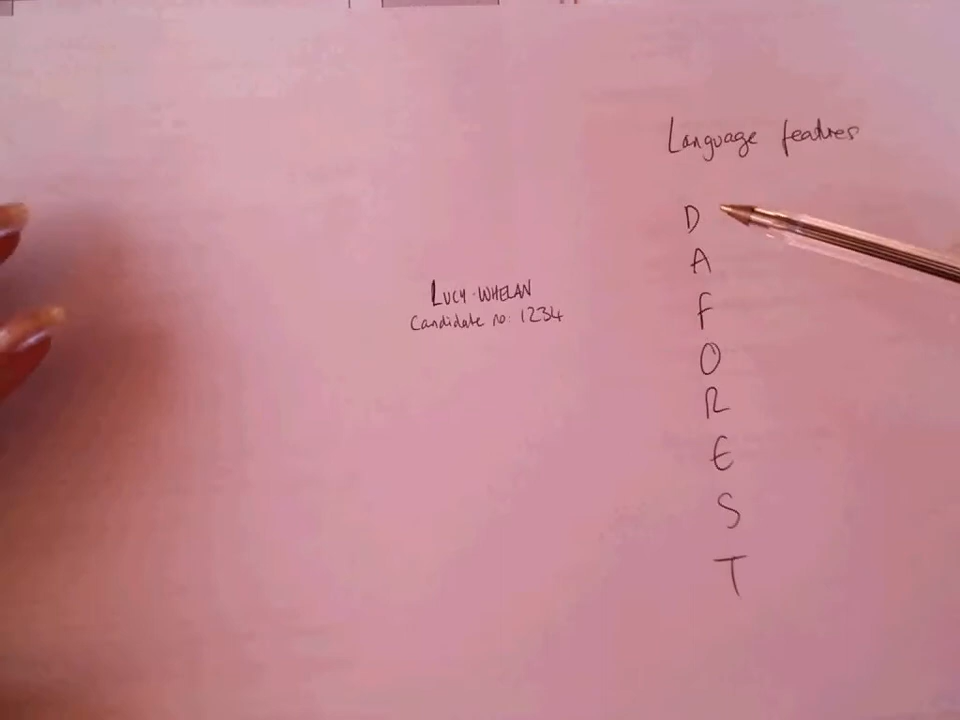 Language features
D
A
F
O
R
E
S
T
LUCY WHELAN
Candidate no: 1234